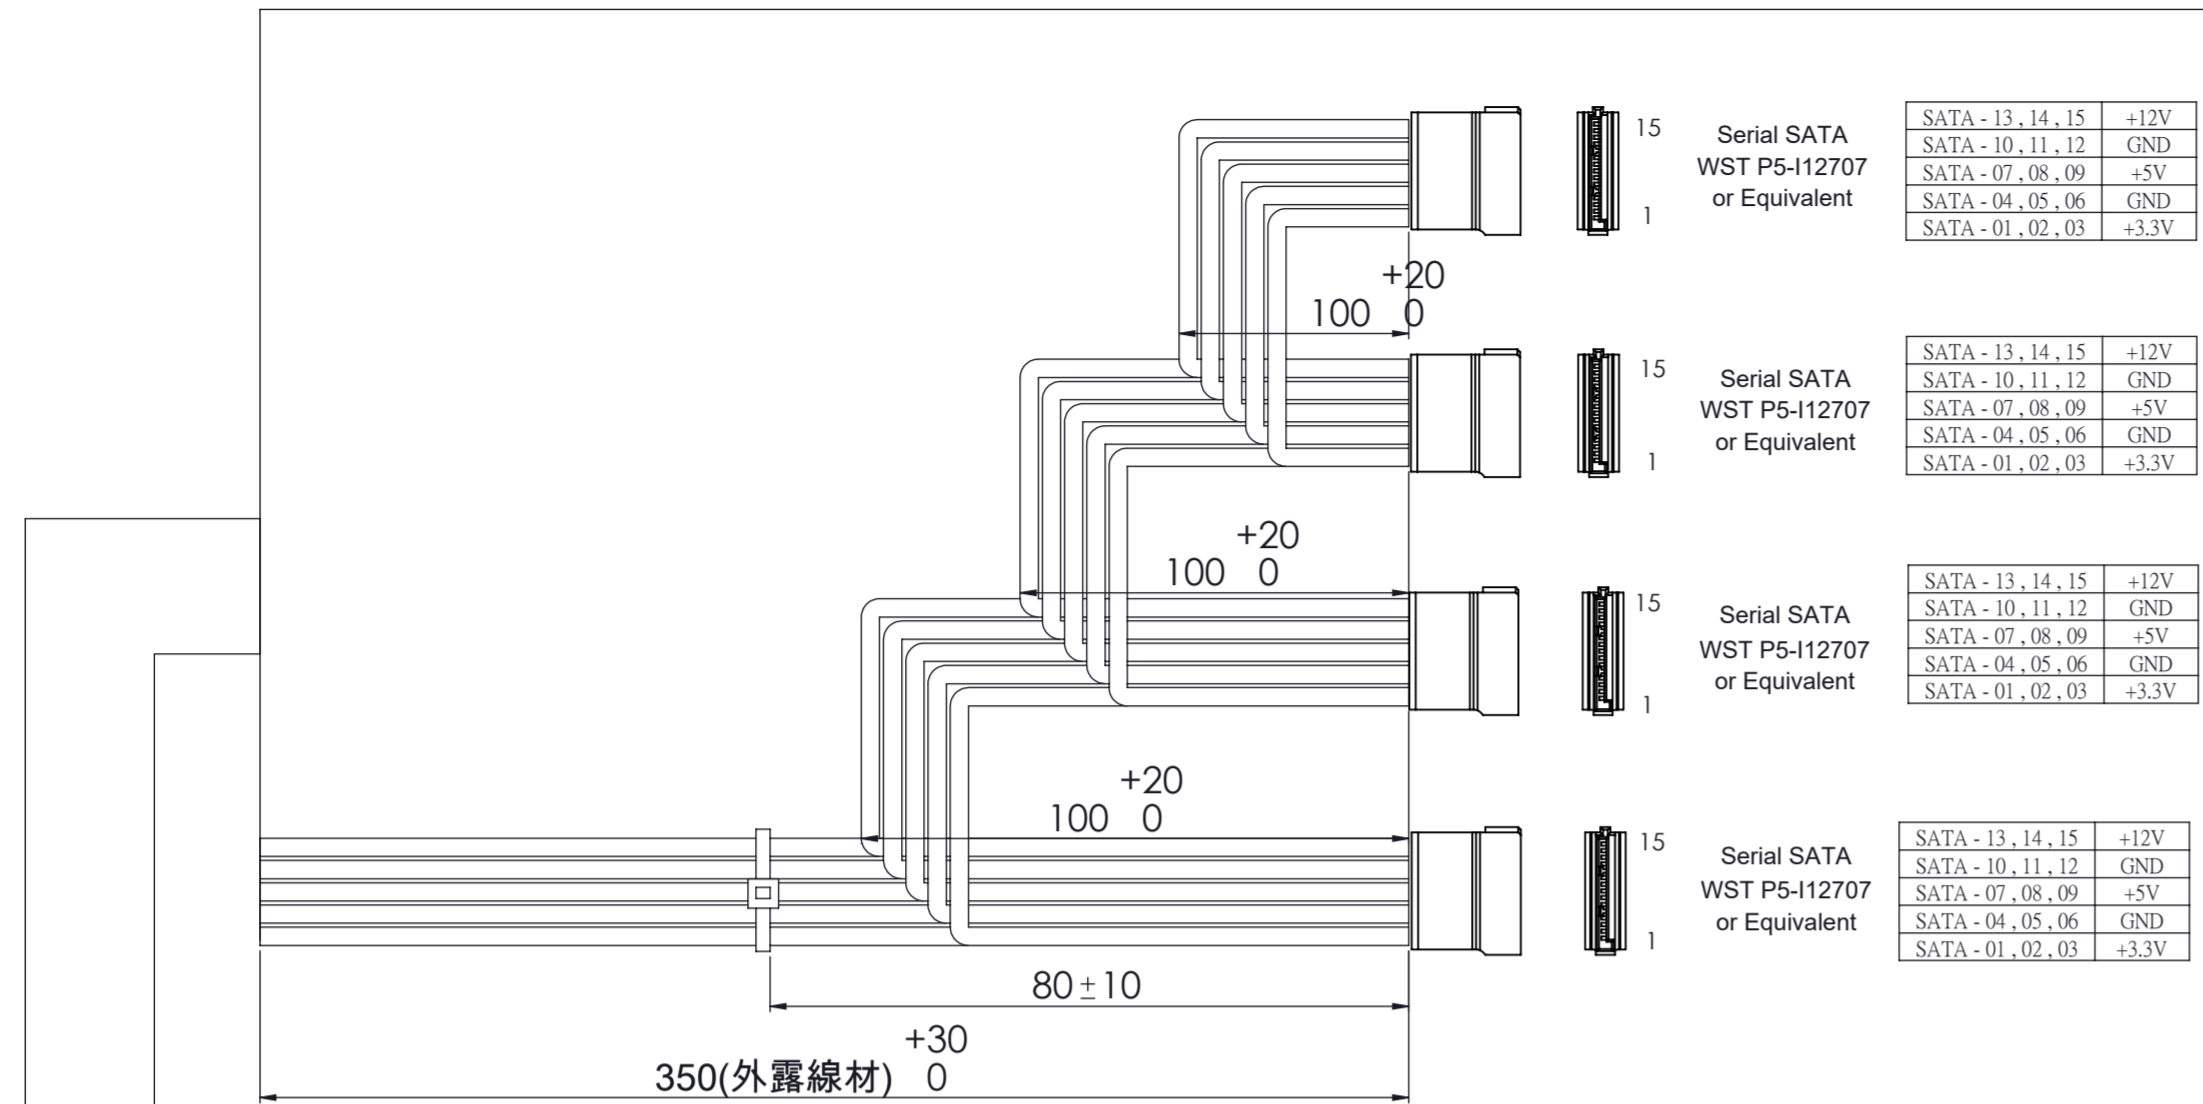 15
Serial SATA
WST P5-I12707
or Equivalent
1
SATA - 13 , 14 , 15 +12V
SATA - 10 , 11 , 12 GND
SATA - 07 , 08 , 09 +5V
SATA - 04 , 05 , 06 GND
SATA - 01 , 02 , 03 +3.3V
100 +20 0
15
Serial SATA
WST P5-I12707
or Equivalent
1
SATA - 13 , 14 , 15 +12V
SATA - 10 , 11 , 12 GND
SATA - 07 , 08 , 09 +5V
SATA - 04 , 05 , 06 GND
SATA - 01 , 02 , 03 +3.3V
100 +20 0
15
Serial SATA
WST P5-I12707
or Equivalent
1
SATA - 13 , 14 , 15 +12V
SATA - 10 , 11 , 12 GND
SATA - 07 , 08 , 09 +5V
SATA - 04 , 05 , 06 GND
SATA - 01 , 02 , 03 +3.3V
100 +20 0
15
Serial SATA
WST P5-I12707
or Equivalent
1
SATA - 13 , 14 , 15 +12V
SATA - 10 , 11 , 12 GND
SATA - 07 , 08 , 09 +5V
SATA - 04 , 05 , 06 GND
SATA - 01 , 02 , 03 +3.3V
80±10
350(外露線材) +30 0